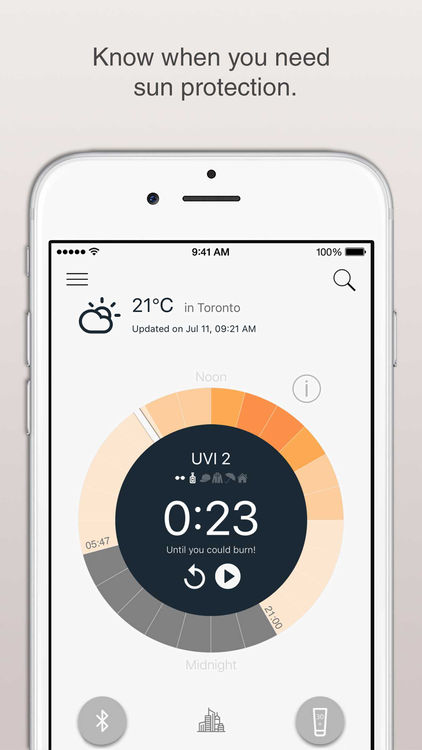 Know when you need
sun protection.
9:41 AM
100%
21°C in Toronto
Updated on Jul 11, 09:21 AM
Noon
i
UVI 2
0:23
Until you could burn!
05:47
21:00
Midnight
30
+